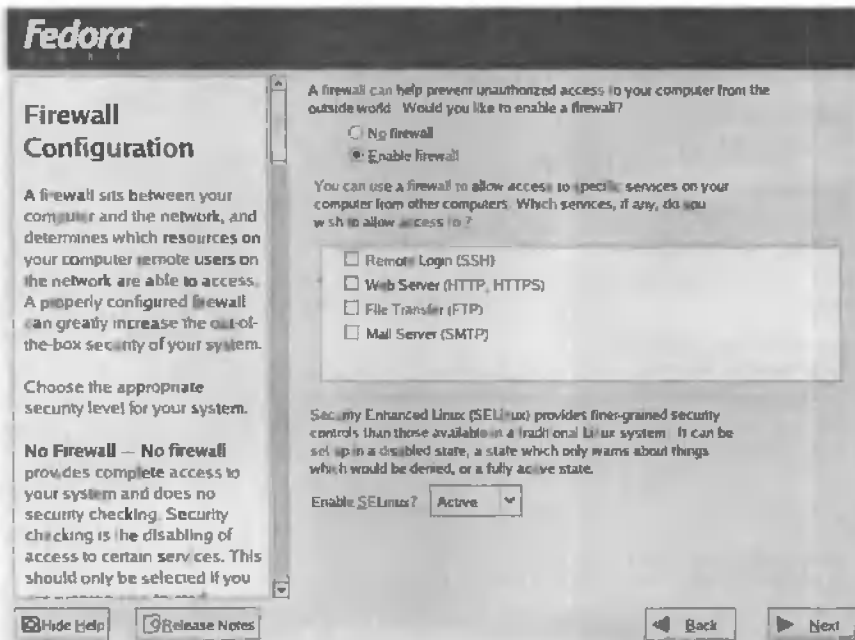 Fedora
C O R E
Firewall
Configuration
A firewall sits between your
computer and the network, and
determines which resources on
your computer remote users on
the network are able to access.
A properly configured firewall
can greatly increase the out-of-
the-box security of your system.
Choose the appropriate
security level for your system.
No Firewall — No firewall
provides complete access to
your system and does no
security checking. Security
checking is the disabling of
access to certain services. This
should only be selected if you
Hide Help
Release Notes
A firewall can help prevent unauthorized access to your computer from the
outside world. Would you like to enable a firewall?
No firewall
Enable firewall
You can use a firewall to allow access to specific services on your
computer from other computers. Which services, if any, do you
wish to allow access to ?
Remote Login (SSH)
Web Server (HTTP, HTTPS)
File Transfer (FTP)
Mail Server (SMTP)
Security Enhanced Linux (SELinux) provides finer-grained security
controls than those available in a traditional Linux system. It can be
set up in a disabled state, a state which only warns about things
which would be denied, or a fully active state.
Enable SELinux? Active
Back
Next